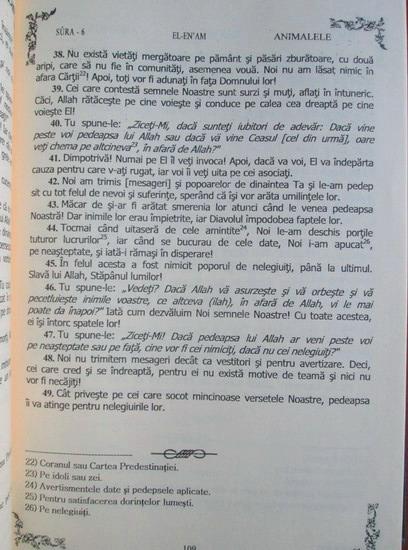 SŪRA - 6 EL-EN'AM ANIMALELE
38. Nu există vietăţi mergătoare pe pământ şi păsări zburătoare, cu două
aripi, care să nu fie în comunităţi, asemenea vouă. Noi nu am lăsat nimic în
afara Cărţii22! Apoi, toţi vor fi adunaţi în faţa Domnului lor!
39. Cei care contestă semnele Noastre sunt surzi şi muţi, aflaţi în întuneric.
Căci, Allah rătăceşte pe cine voieşte şi conduce pe calea cea dreaptă pe cine
voieşte El!
40. Tu spune-le: „Ziceţi-Mi, dacă sunteţi iubitori de adevăr: Dacă vine
peste voi pedeapsa lui Allah sau dacă vă vine Ceasul [cel din urmă], oare
veţi chema pe altcineva23, în afară de Allah?”
41. Dimpotrivă! Numai pe El îl veţi invoca! Apoi, dacă va voi, El va îndepărta
cauza pentru care v-aţi rugat, iar voi îi veţi uita pe cei asociaţi.
42. Noi am trimis [mesageri] şi popoarelor de dinaintea Ta şi le-am pedep
sit cu tot felul de nevoi şi suferinţe, sperând că îşi vor arăta umilinţele lor.
43. Măcar de şi-ar fi arătat smerenia lor atunci când le venea pedeapsa
Noastră! Dar inimile lor erau împietrite, iar Diavolul împodobea faptele lor.
44. Tocmai când uitaseră de cele amintite24, Noi le-am deschis porţile
tuturor lucrurilor25, iar când se bucurau de cele date, Noi i-am apucat26,
pe neaşteptate, şi iată-i rămaşi în disperare!
45. În felul acesta a fost nimicit poporul de nelegiuiţi, până la ultimul.
Slavă lui Allah, Stăpânul lumilor!
46. Tu spune-le: „Vedeţi? Dacă Allah vă asurzeşte şi vă orbeşte şi vă
pecetluieşte inimile voastre, ce altceva (ilah), în afară de Allah, vi le mai
poate da înapoi?” Iată cum dezvăluim Noi semnele Noastre! Cu toate acestea,
ei îşi întorc spatele lor!
47. Tu spune-le: „Ziceţi-Mi! Dacă pedeapsa lui Allah ar veni peste voi
pe neaşteptate sau pe faţă, cine vor fi cei nimiciţi, dacă nu cei nelegiuiţi?”
48. Noi nu trimitem mesageri decât ca vestitori şi pentru avertizare. Deci,
cei care cred şi se îndreaptă, pentru ei nu există motive de teamă şi nici nu
vor fi necăjiţi!
49. Cât priveşte pe cei care socot mincinoase versetele Noastre, pedeapsa
îi va atinge pentru nelegiuirile lor.
22) Coranul sau Cartea Predestinaţiei.
23) Pe idoli sau zei.
24) Avertismentele date şi pedepsele aplicate.
25) Pentru satisfacerea dorinţelor lumeşti.
26) Pe nelegiuiţi.
109